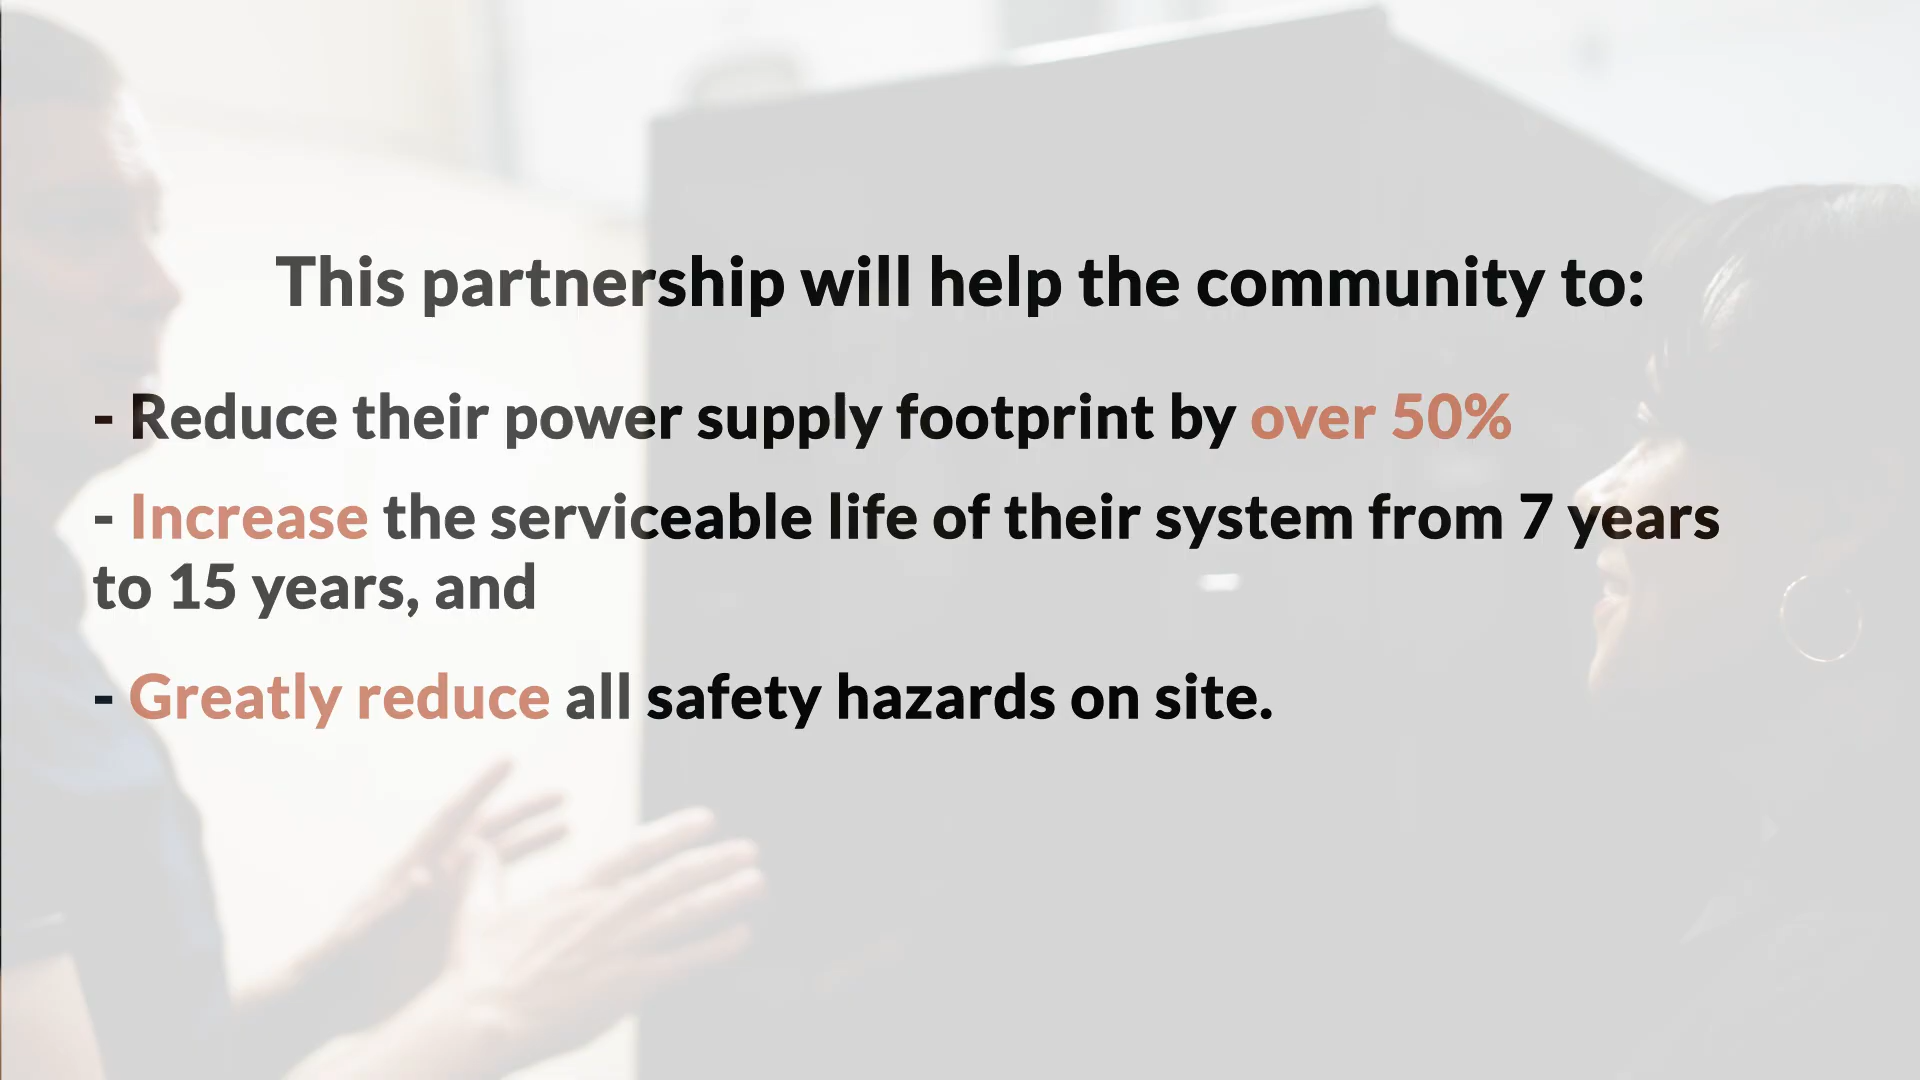 This partnership will help the community to:
- Reduce their power supply footprint by over 50%
- Increase the serviceable life of their system from 7 years
to 15 years, and
- Greatly reduce all safety hazards on site.